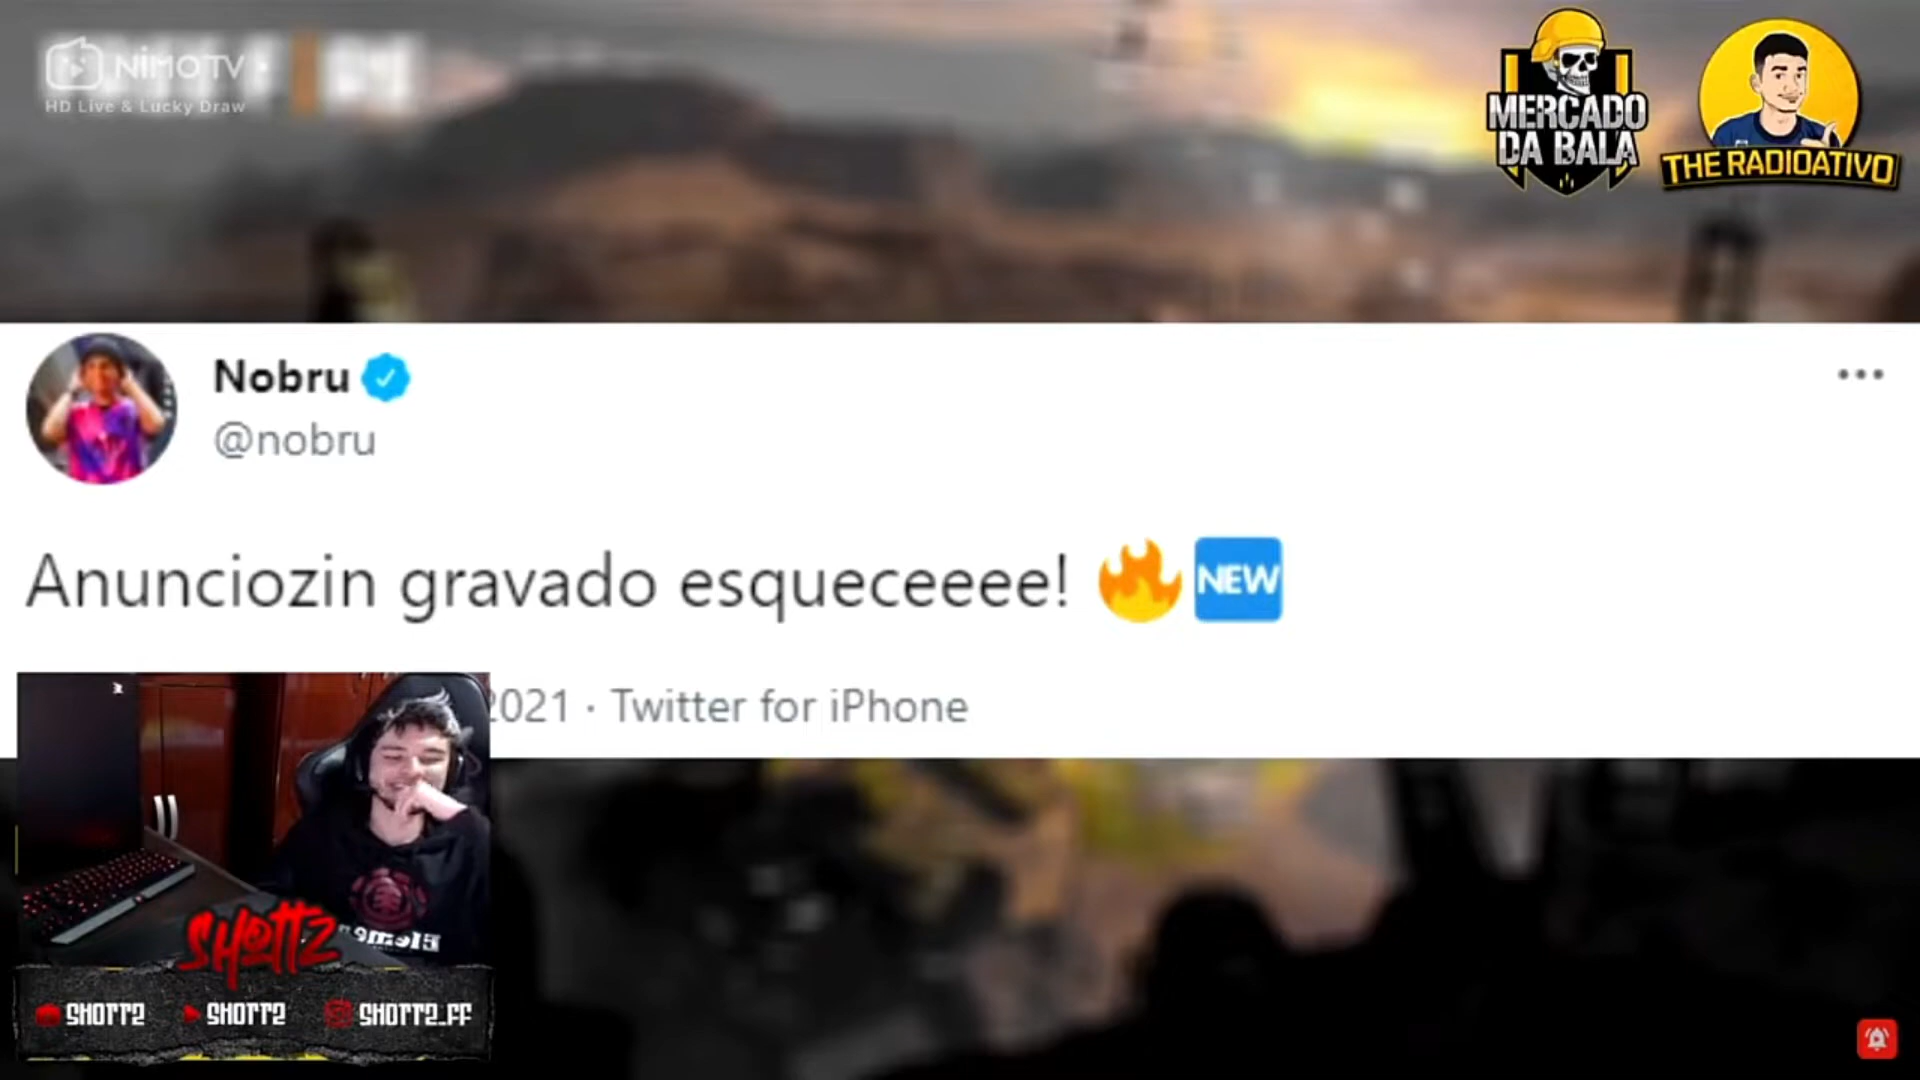 NIMO TV
HD Live & Lucky Draw
MERCADO
DA BALA
THE RADIOATIVO
Nobru
@nobru
Anunciozin gravado esqueceeee! 🔥🆕
2021 · Twitter for iPhone
Element
SHOTTZ
SHOTTZ
SHOTTZ
SHOTTZ_FF